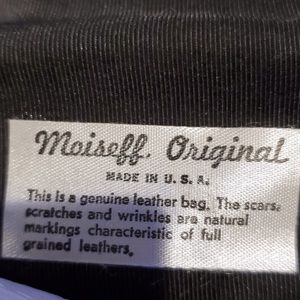 Moiseff. Original
MADE IN U. S. A.
This is a genuine leather bag. The scars,
scratches and wrinkles are natural
markings characteristic of full
grained leathers.